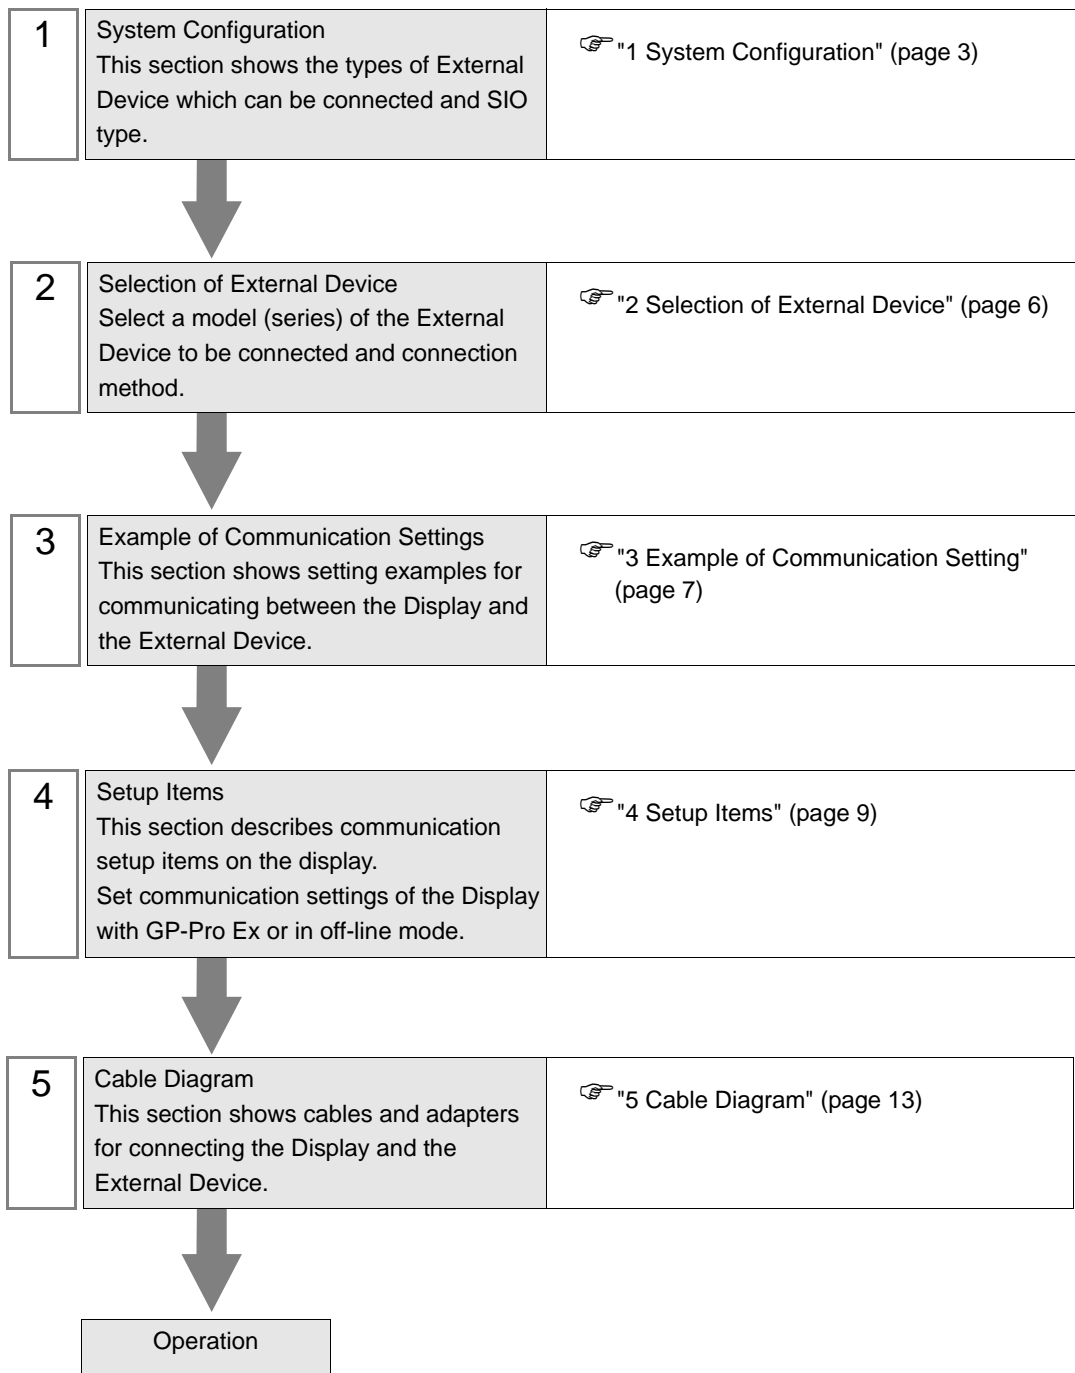 1
System Configuration
This section shows the types of External
Device which can be connected and SIO
type.
"1 System Configuration" (page 3)
2
Selection of External Device
Select a model (series) of the External
Device to be connected and connection
method.
"2 Selection of External Device" (page 6)
3
Example of Communication Settings
This section shows setting examples for
communicating between the Display and
the External Device.
"3 Example of Communication Setting"
(page 7)
4
Setup Items
This section describes communication
setup items on the display.
Set communication settings of the Display
with GP-Pro Ex or in off-line mode.
"4 Setup Items" (page 9)
5
Cable Diagram
This section shows cables and adapters
for connecting the Display and the
External Device.
"5 Cable Diagram" (page 13)
Operation